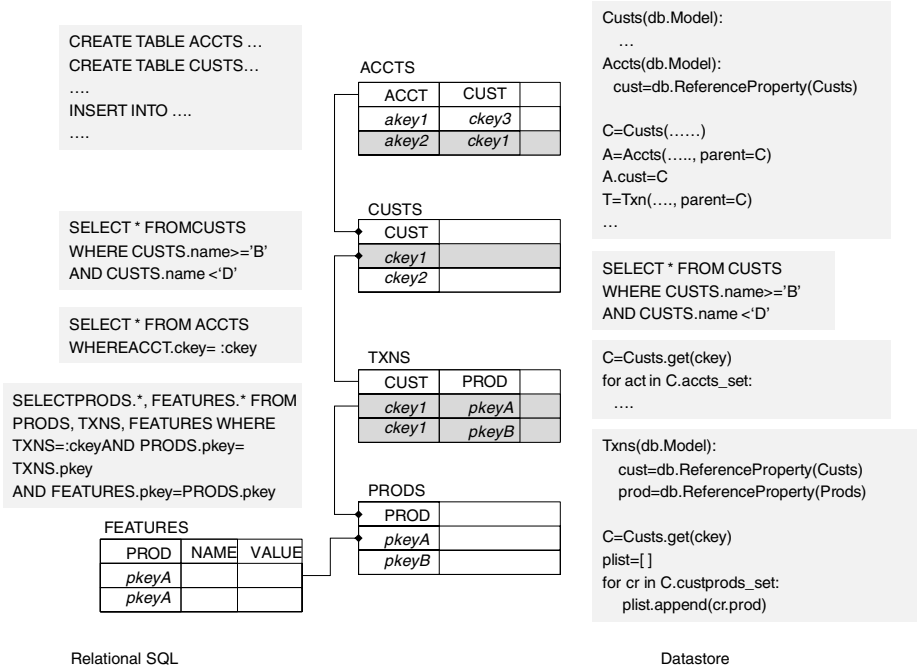 CREATE TABLE ACCTS …
CREATE TABLE CUSTS…
….
INSERT INTO ….
….
SELECT * FROMCUSTS
WHERE CUSTS.name>=’B’
AND CUSTS.name <‘D’
SELECT * FROM ACCTS
WHEREACCT.ckey= :ckey
SELECTPRODS.*, FEATURES.* FROM
PRODS, TXNS, FEATURES WHERE
TXNS=:ckeyAND PRODS.pkey=
TXNS.pkey
AND FEATURES.pkey=PRODS.pkey
FEATURES
PROD NAME VALUE
pkeyA
pkeyA
Relational SQL
ACCTS
ACCT CUST
akey1 ckey3
akey2 ckey1
CUSTS
CUST
ckey1
ckey2
TXNS
CUST PROD
ckey1 pkeyA
ckey1 pkeyB
PRODS
PROD
pkeyA
pkeyB
Custs(db.Model):
…
Accts(db.Model):
cust=db.ReferenceProperty(Custs)
C=Custs(……)
A=Accts(….., parent=C)
A.cust=C
T=Txn(…., parent=C)
…
SELECT * FROM CUSTS
WHERE CUSTS.name>=’B’
AND CUSTS.name <‘D’
C=Custs.get(ckey)
for act in C.accts_set:
….
Txns(db.Model):
cust=db.ReferenceProperty(Custs)
prod=db.ReferenceProperty(Prods)
C=Custs.get(ckey)
plist=[ ]
for cr in C.custprods_set:
plist.append(cr.prod)
Datastore